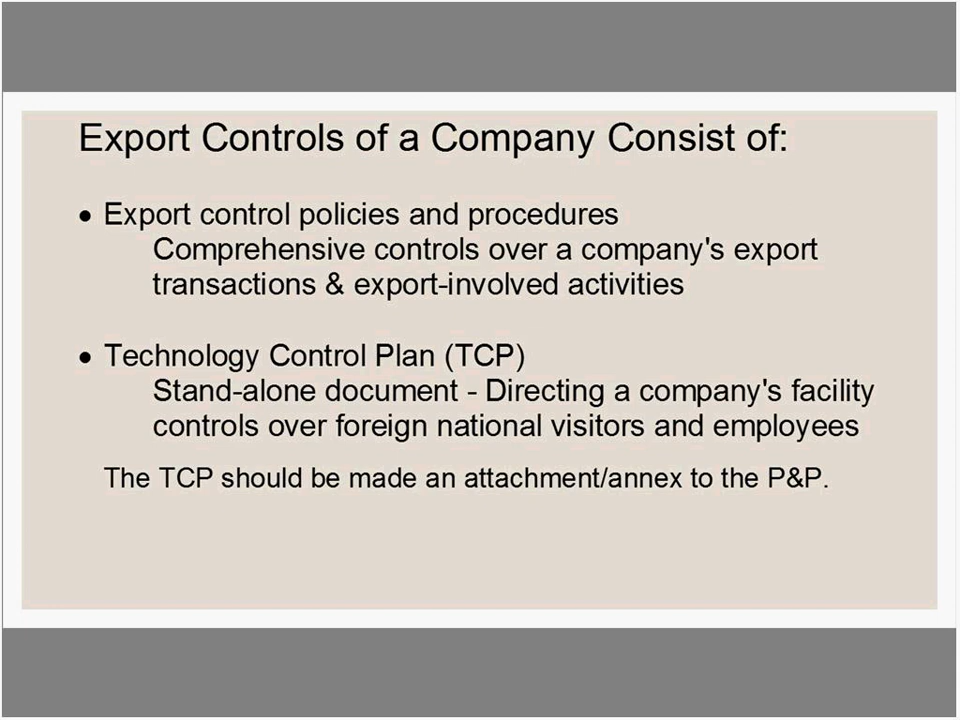 Export Controls of a Company Consist of:
• Export control policies and procedures
Comprehensive controls over a company's export
transactions & export-involved activities
• Technology Control Plan (TCP)
Stand-alone document - Directing a company's facility
controls over foreign national visitors and employees
The TCP should be made an attachment/annex to the P&P.